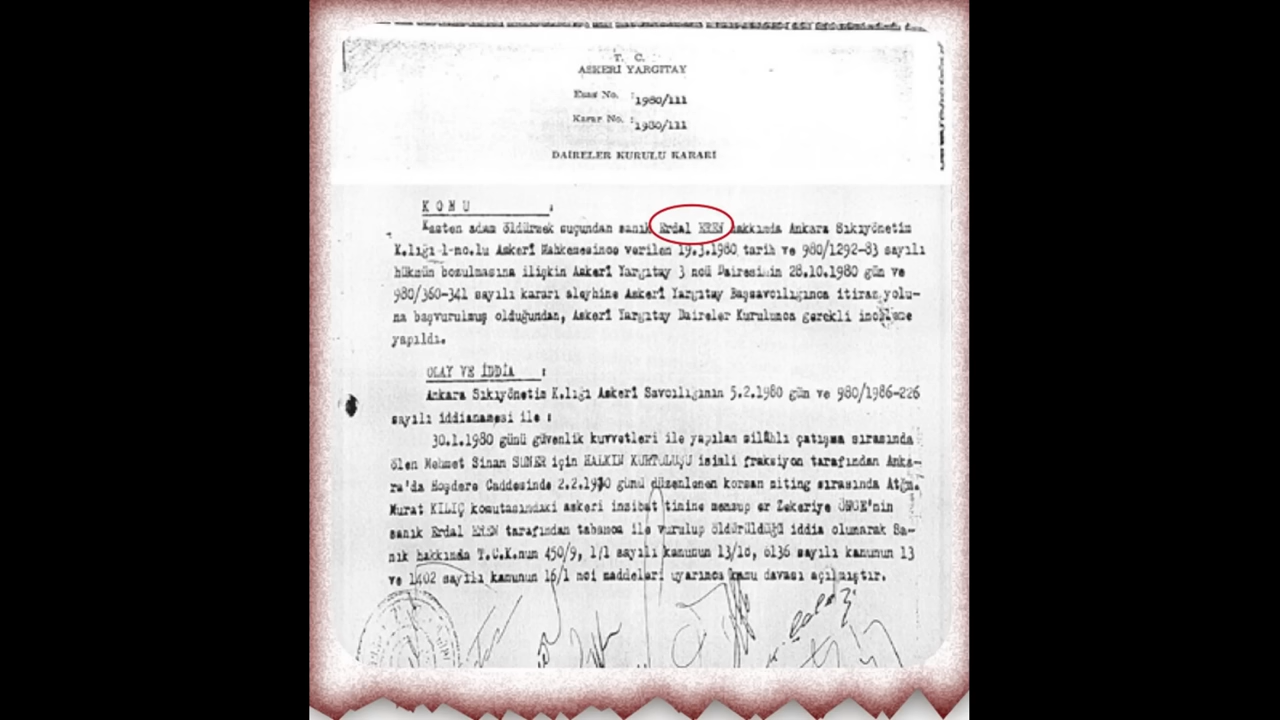 T. C.
ASKERİ YARGITAY
Esas No. : 1980/111
Karar No. : 1980/111
DAİRELER KURULU KARARI
K O N U :
Kasten adam öldürmek suçundan sanık Erdal EREN hakkında Ankara Sıkıyönetim
K.lığı 1 no.lu Askerî Mahkemesince verilen 19.3.1980 tarih ve 980/1292-83 sayılı
hükmün bozulmasına ilişkin Askerî Yargıtay 3 ncü Dairesinin 28.10.1980 gün ve
980/360-341 sayılı kararı aleyhine Askerî Yargıtay Başsavcılığınca itiraz yolu-
na başvurulmuş olduğundan, Askerî Yargıtay Daireler Kurulunca gerekli inceleme
yapıldı.
OLAY VE İDDİA :
Ankara Sıkıyönetim K.lığı Askerî Savcılığının 5.2.1980 gün ve 980/1986-226
sayılı iddianamesi ile :
30.1.1980 günü güvenlik kuvvetleri ile yapılan silâhlı çatışma sırasında
ölen Mehmet Sinan SUNER için HALKIN KURTULUŞU isimli fraksiyon tarafından Anka-
ra'da Hoşdere Caddesinde 2.2.1980 günü düzenlenen korsan miting sırasında Atğm.
Murat KILIÇ komutasındaki askeri inzibat timine mensup er Zekeriye ÖNGE'nin
sanık Erdal EREN tarafından tabanca ile vurulup öldürüldüğü iddia olunarak Sa-
nık hakkında T.C.K.nun 450/9, 1/1 sayılı kanunun 13/10, 6136 sayılı kanunun 13
ve 1402 sayılı kanunun 16/1 nci maddeleri uyarınca kamu davası açılmıştır.